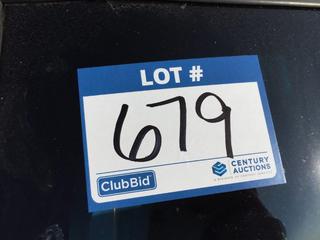 LOT #
679
ClubBid
CENTURY
AUCTIONS